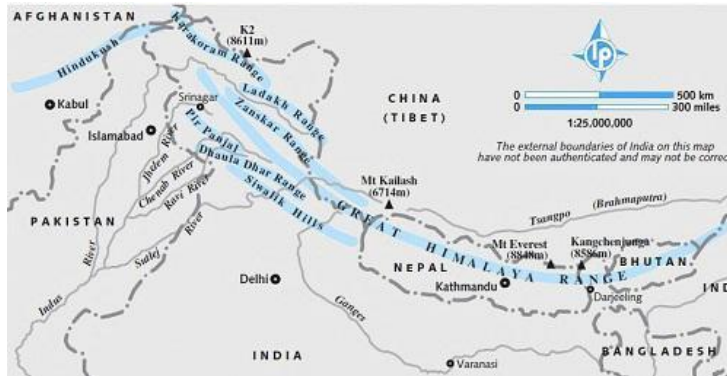 AFGHANISTAN
Hindukush
Karakoram Range
K2
(8611m)
lp
Kabul
Srinagar
Ladakh Range
CHINA
(TIBET)
0 500 km
0 300 miles
1:25,000,000
Zanskar Range
Islamabad
Pir Panjal
The external boundaries of India on this map
have not been authenticated and may not be correc
Jhelem River
Dhaula Dhar Range
Chenab River
Ravi River
Siwalik Hills
Mt Kailash
(6714m)
PAKISTAN
River
Indus
Sutlej
River
GREAT HIMALAYA RANGE
Tsangpo (Brahmaputra)
Mt Everest
(8848m)
Kangchenjunga
(8586m)
BHUTAN
NEPAL
Delhi
Kathmandu
Darjeeling
IND
Ganges
INDIA
Varanasi
BANGLADESH